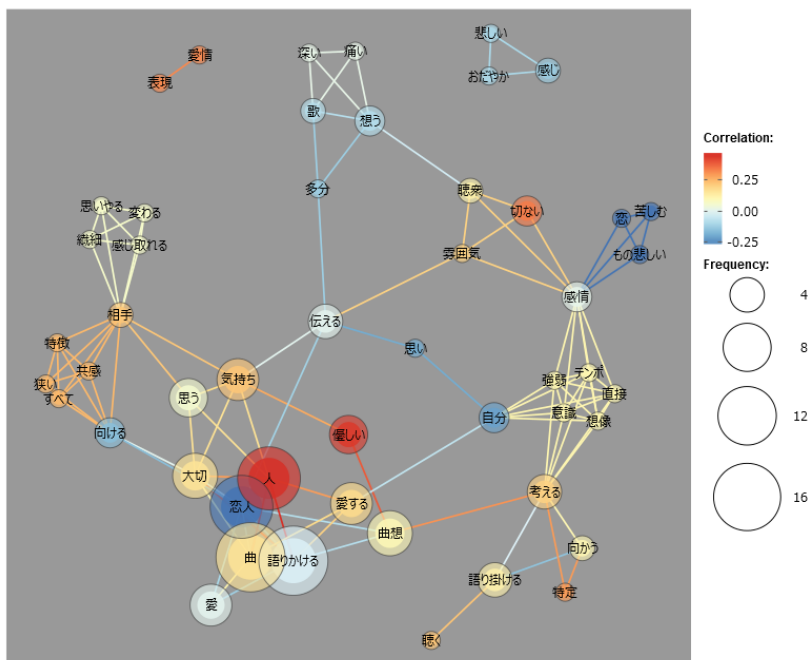 悲しい
深い
痛い
愛情
感じ
表現
おだやか
歌
想う
Correlation:
多分
聴衆
0.25
思いやる
変わる
切ない
恋
苦しむ
0.00
繊細
感じ取れる
-0.25
雰囲気
もの悲しい
Frequency:
感情
4
相手
伝える
特徴
思い
8
共感
気持ち
強弱
テンポ
狭い
思う
直接
すべて
意識
想像
自分
12
向ける
優しい
大切
人
考える
恋人
愛する
16
曲想
向かう
曲
語りかける
語り掛ける
特定
愛
聴く